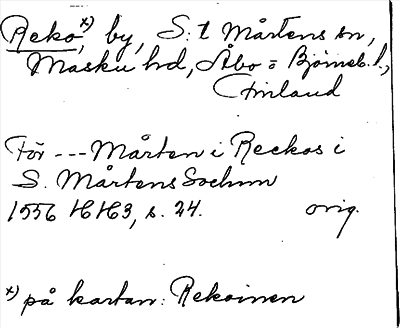 Reko,*) by, S:t Mårtens sn,
Masku hd, Åbo = Björneb. l.,
Finland
För --- Mårten i Reckos i
S. Mårtens Sochnn
1556 HH3, s. 24. orig.
*) på kartan: Rekoinen